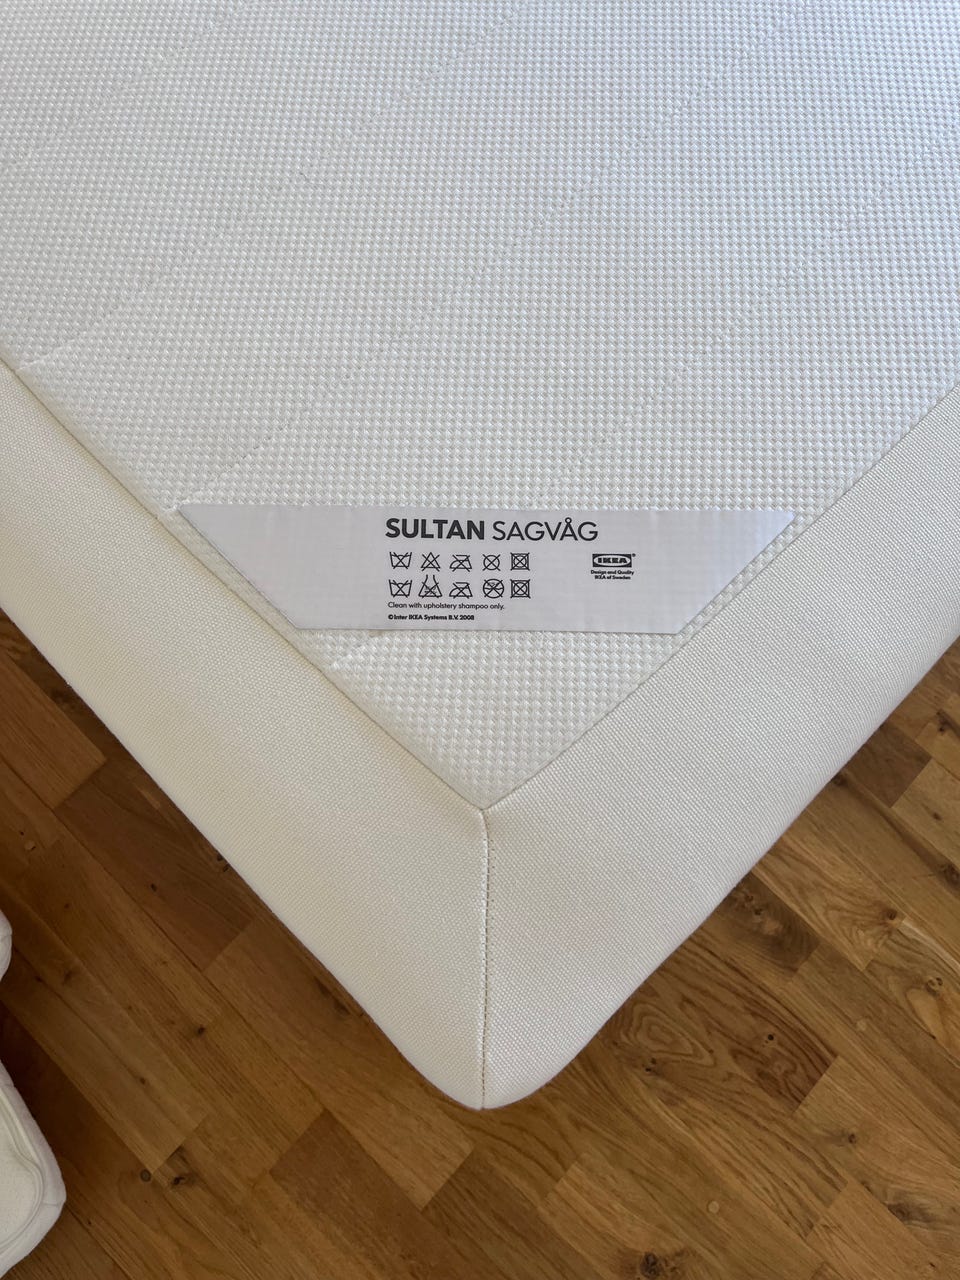 SULTAN SAGVÅG
IKEA®
Design and Quality
IKEA of Sweden
Clean with upholstery shampoo only.
© Inter IKEA Systems B.V. 2008